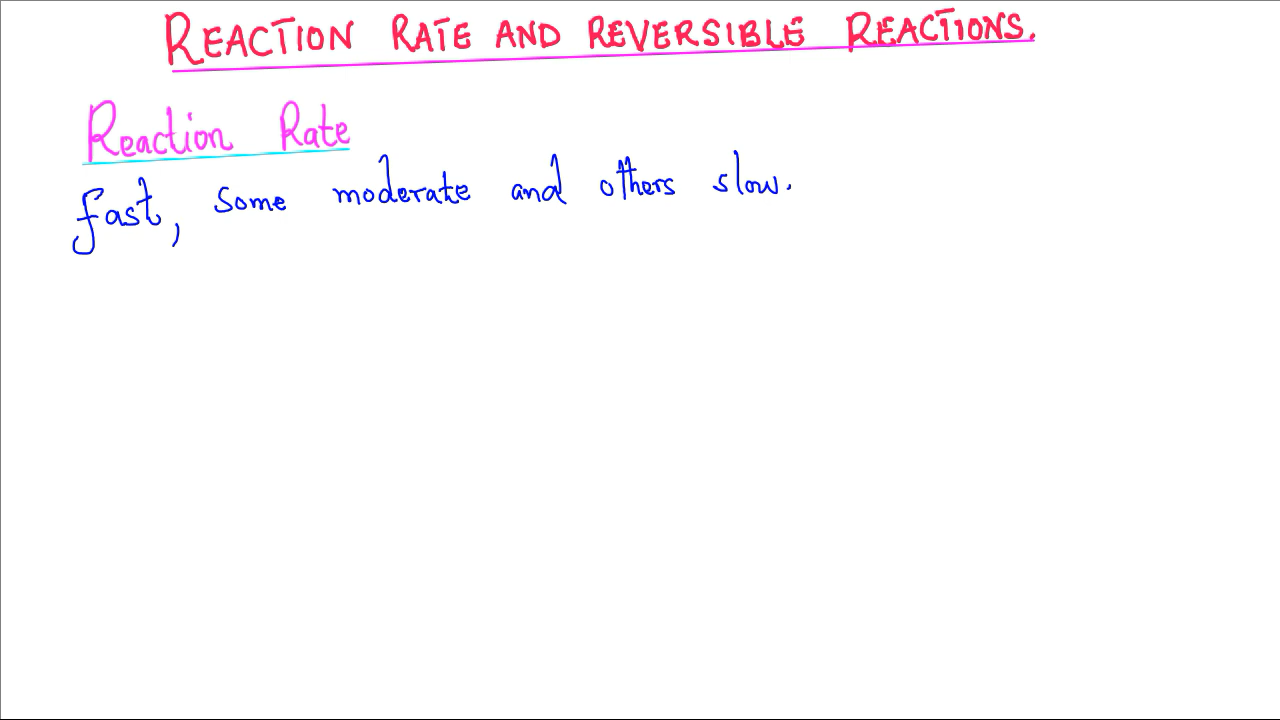 REACTION RATE AND REVERSIBLE REACTIONS.
Reaction Rate
fast, some moderate and others slow.